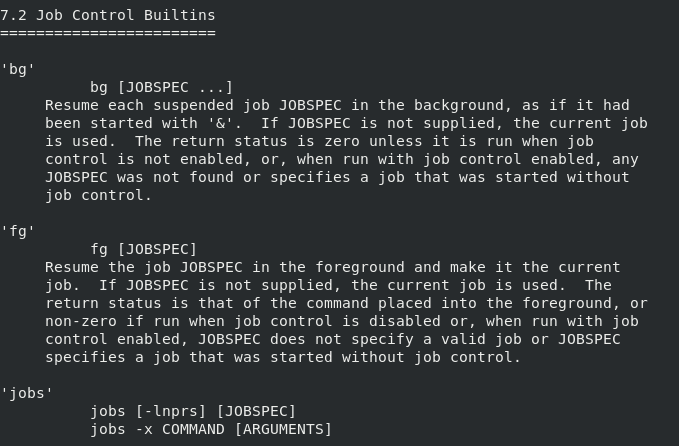 7.2 Job Control Builtins
========================
'bg'
bg [JOBSPEC ...]
Resume each suspended job JOBSPEC in the background, as if it had
been started with '&'.  If JOBSPEC is not supplied, the current job
is used.  The return status is zero unless it is run when job
control is not enabled, or, when run with job control enabled, any
JOBSPEC was not found or specifies a job that was started without
job control.
'fg'
fg [JOBSPEC]
Resume the job JOBSPEC in the foreground and make it the current
job.  If JOBSPEC is not supplied, the current job is used.  The
return status is that of the command placed into the foreground, or
non-zero if run when job control is disabled or, when run with job
control enabled, JOBSPEC does not specify a valid job or JOBSPEC
specifies a job that was started without job control.
'jobs'
jobs [-lnprs] [JOBSPEC]
jobs -x COMMAND [ARGUMENTS]